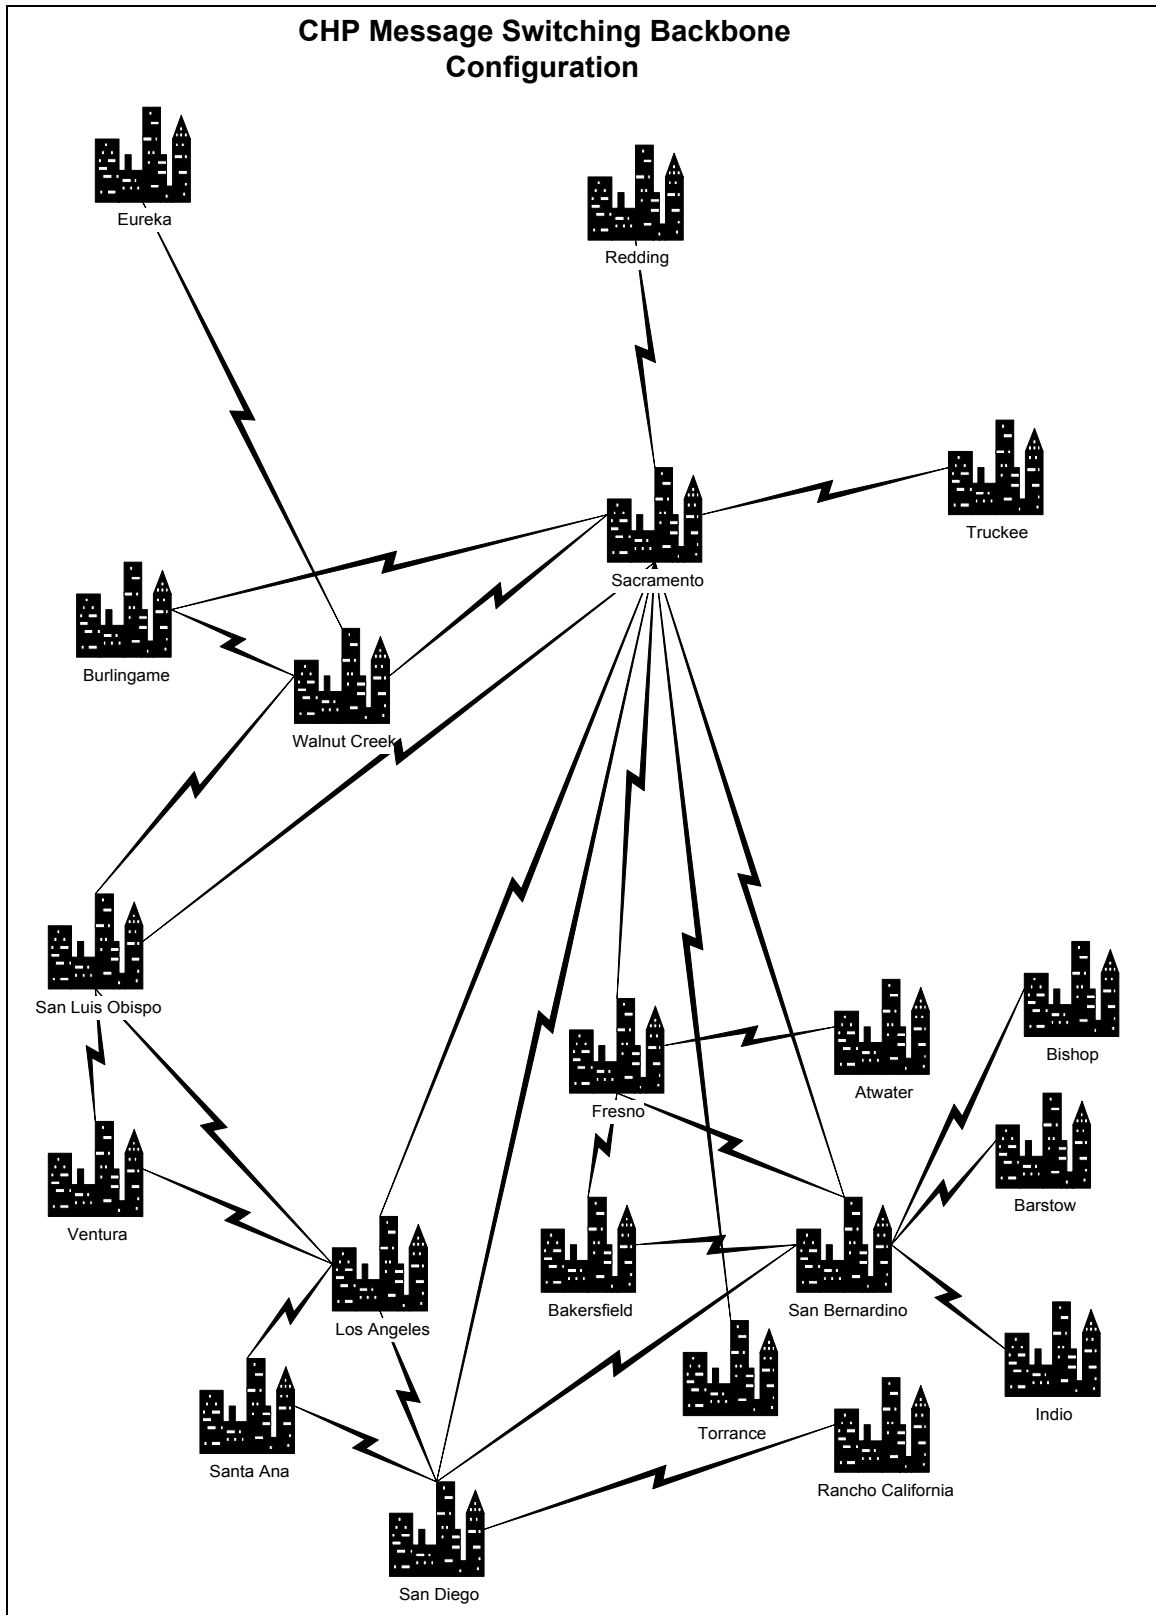 CHP Message Switching Backbone
Configuration
Eureka
Redding
Truckee
Sacramento
Burlingame
Walnut Creek
San Luis Obispo
Bishop
Atwater
Fresno
Barstow
Ventura
Bakersfield
San Bernardino
Los Angeles
Indio
Torrance
Santa Ana
Rancho California
San Diego